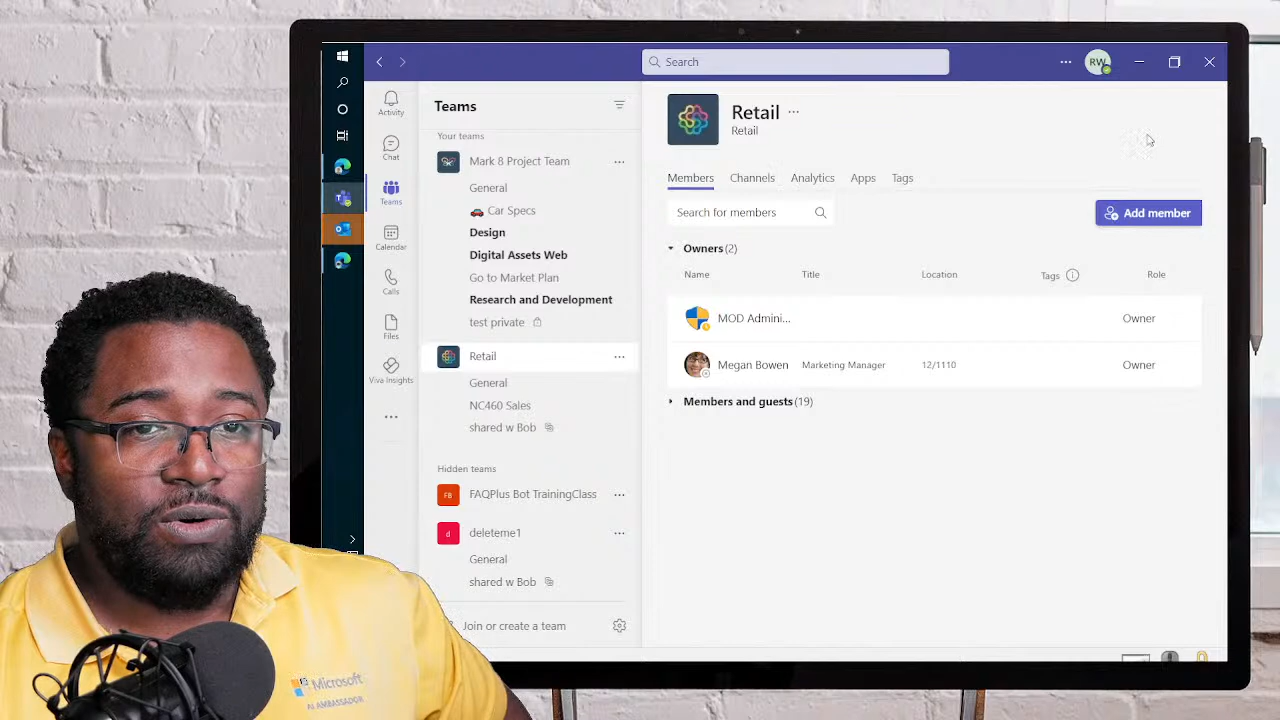 Search
RW
Activity
Chat
Teams
Calendar
Calls
Files
Viva Insights
Teams
Your teams
Mark 8 Project Team
General
Car Specs
Design
Digital Assets Web
Go to Market Plan
Research and Development
test private
Retail
General
NC460 Sales
shared w Bob
Hidden teams
FB FAQPlus Bot TrainingClass
d deleteme1
General
shared w Bob
Join or create a team
Retail
Retail
Members Channels Analytics Apps Tags
Search for members
Add member
Owners (2)
Name Title Location Tags Role
MOD Admini... Owner
Megan Bowen Marketing Manager 12/1110 Owner
Members and guests (19)
Microsoft
AI AMBASSADOR